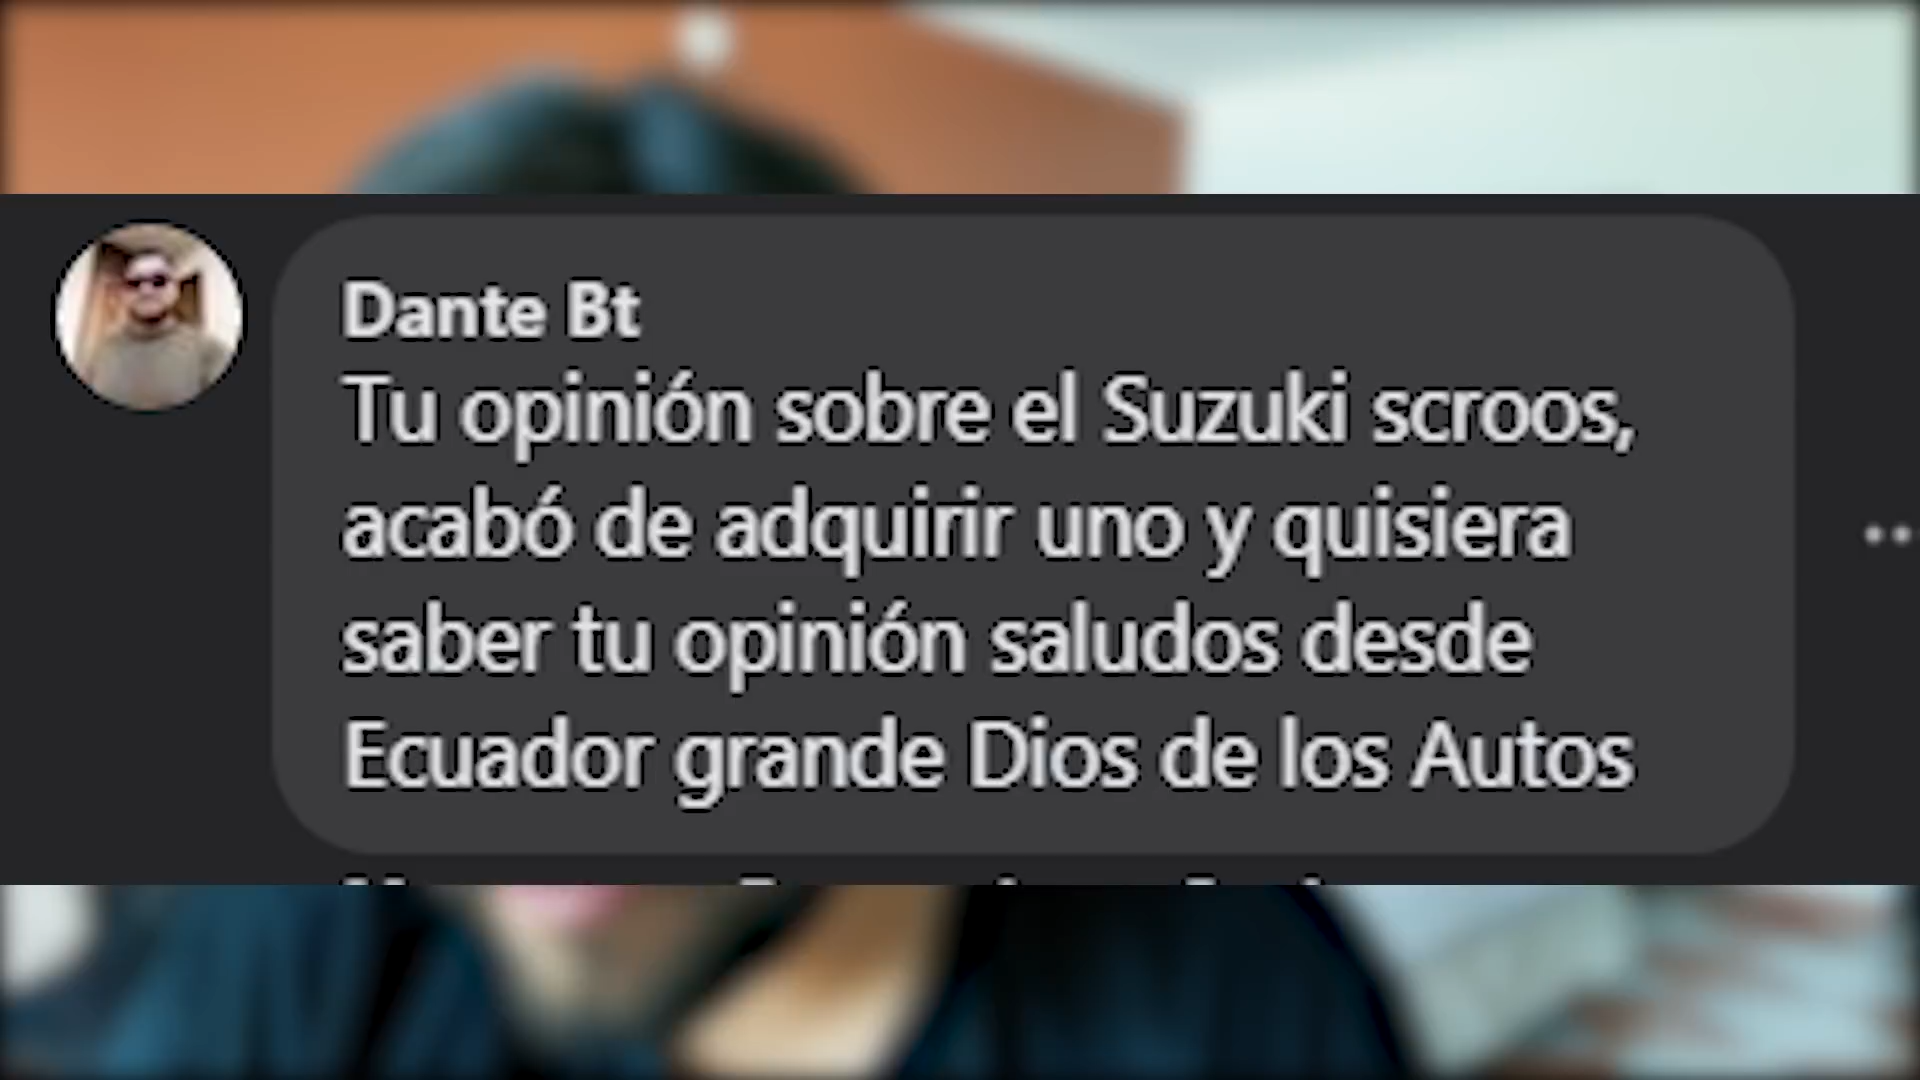 Dante Bt
Tu opinión sobre el Suzuki scroos,
acabó de adquirir uno y quisiera
saber tu opinión saludos desde
Ecuador grande Dios de los Autos